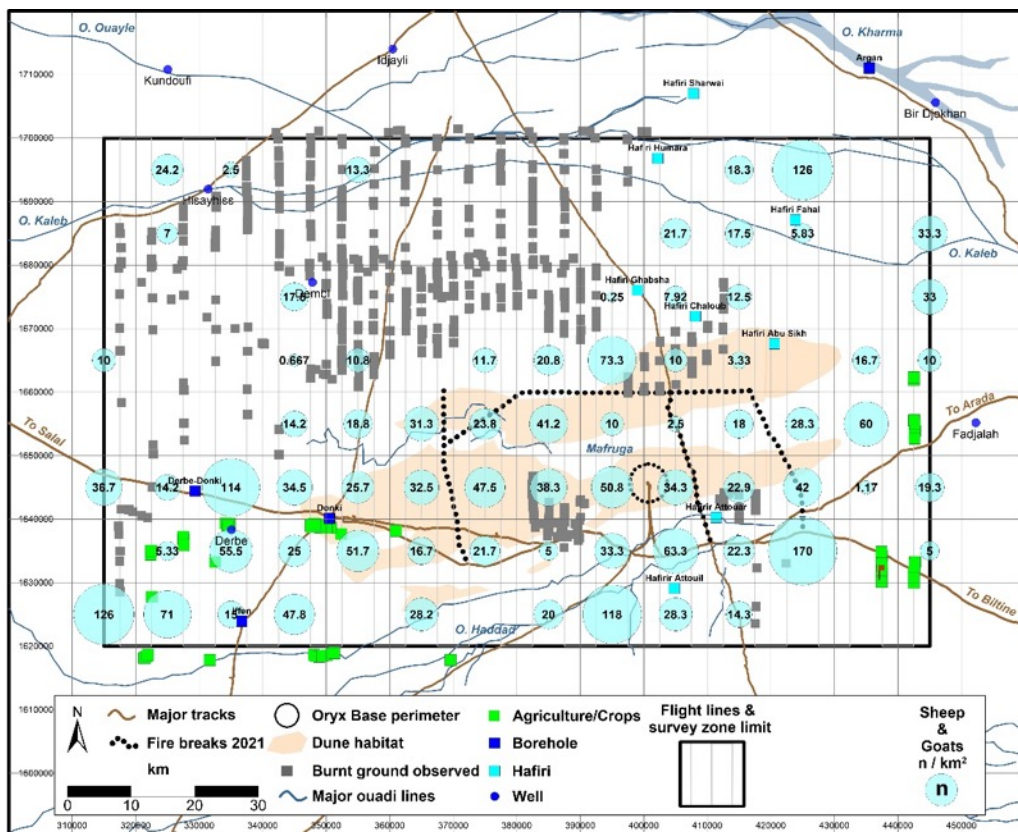 O. Ouayle
O. Kharma
Idjayli
Argan
Kundoufi
1710000
Hafiri Sharwai
Bir Djekhan
1700000
Hafiri Humara
24.2 2.5 13.3 18.3 126
Hisayhiss
1690000
Hafiri Fahal
O. Kaleb
7 21.7 17.5 5.83 33.3
O. Kaleb
1680000
Dembi
Hafiri Ghabsha
0.25 7.92 12.5 33
Hafiri Chaloub
1670000
Hafiri Abu Sikh
10 0.667 10.8 11.7 20.8 73.3 10 3.33 16.7 10
1660000
To Arada
14.2 18.8 31.3 23.8 41.2 10 2.5 18 28.3 60
Fadjalah
To Salal
Mafruga
1650000
Derbe-Donki
36.7 14.2 114 34.5 25.7 32.5 47.5 38.3 50.8 34.3 22.9 42 1.17 19.3
Donki
Hafrir Attouar
1640000
Derbe
5.33 55.5 25 51.7 16.7 21.7 5 33.3 63.3 22.3 170 5
1630000
Hafrir Attouil
To Biltine
Iffen
126 71 15 47.8 28.2 20 118 28.3 14.3
O. Haddad
1620000
1610000
1600000
N
Major tracks
Fire breaks 2021
km
0 10 20 30
Oryx Base perimeter
Dune habitat
Burnt ground observed
Major ouadi lines
Agriculture/Crops
Borehole
Hafiri
Well
Flight lines &
survey zone limit
Sheep
&
Goats
n / km²
n
310000 320000 330000 340000 350000 360000 370000 380000 390000 400000 410000 420000 430000 440000 450000